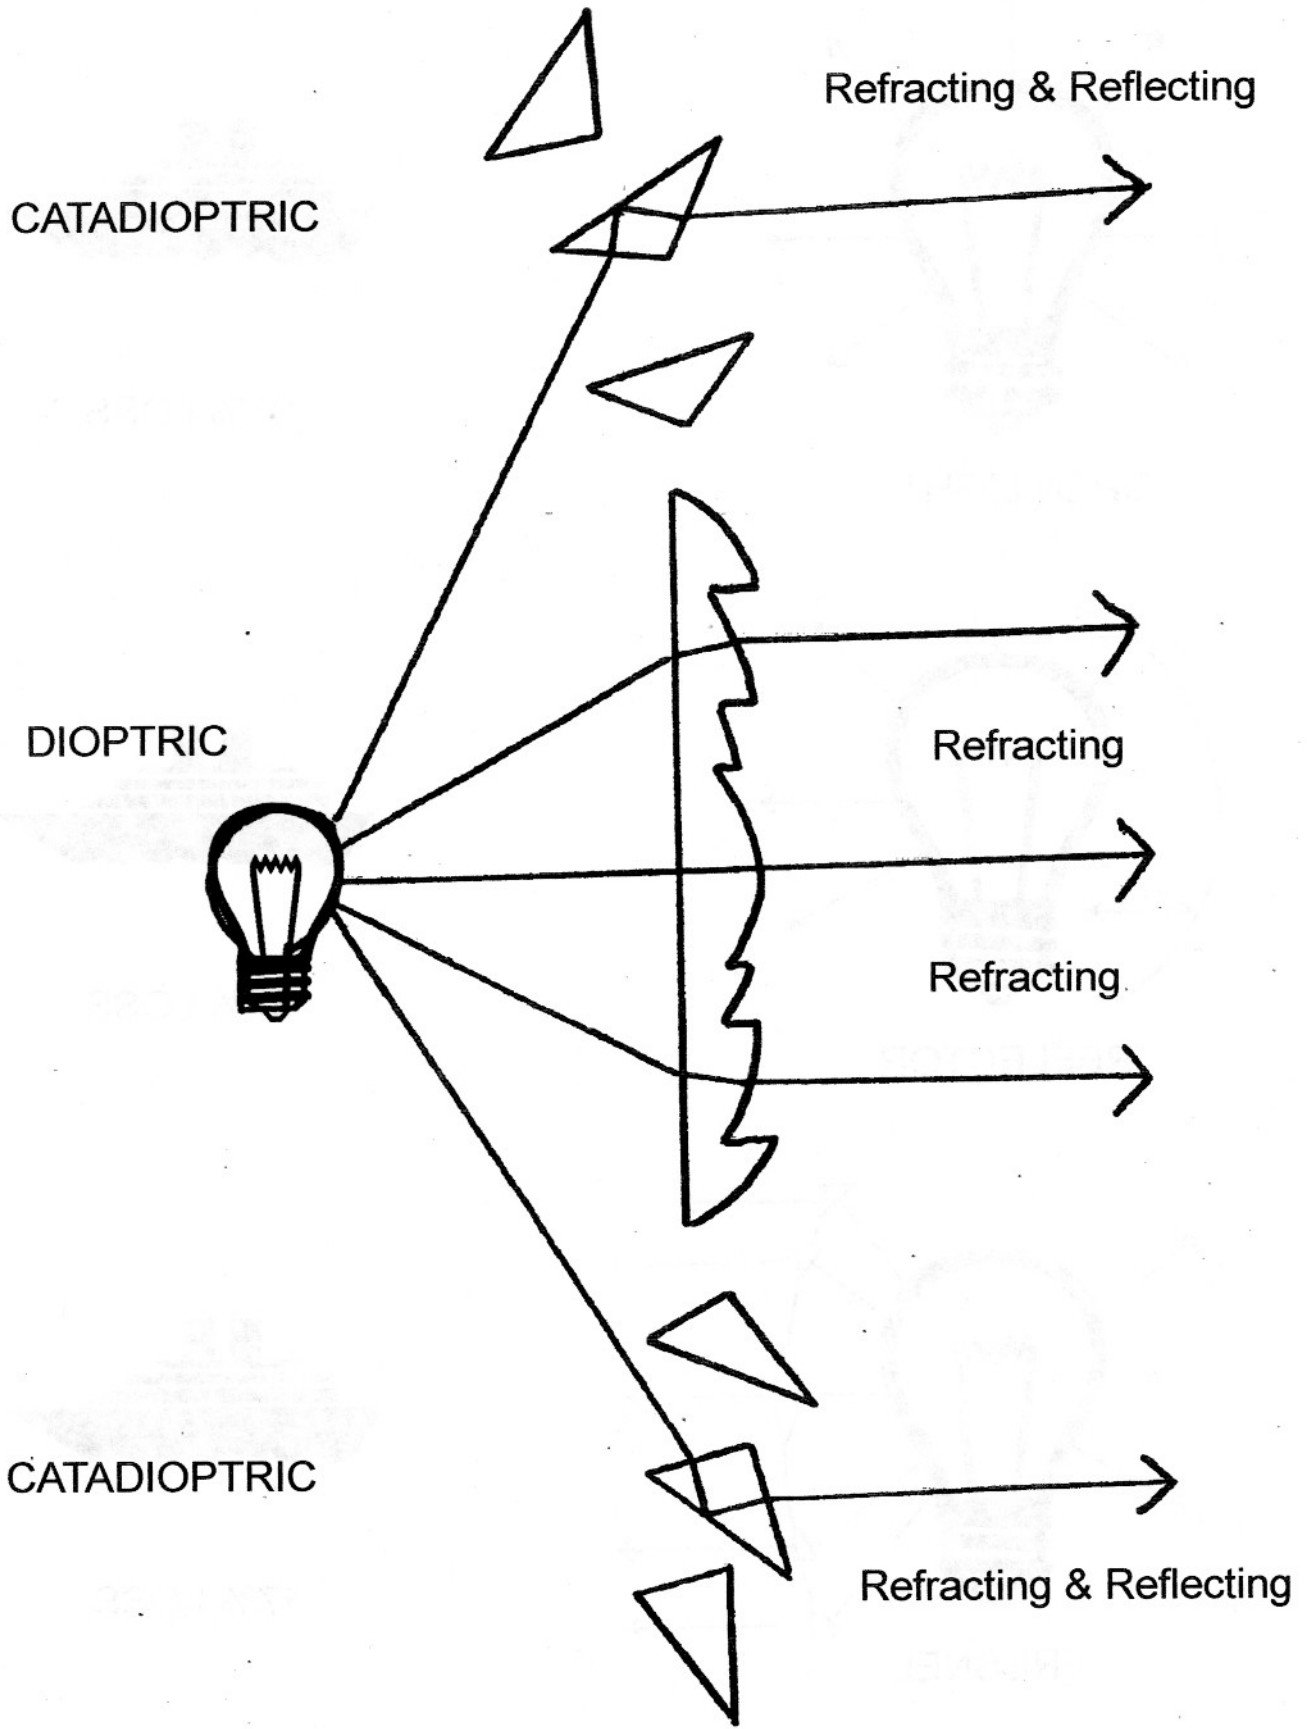 Refracting & Reflecting
CATADIOPTRIC
DIOPTRIC
Refracting
Refracting
CATADIOPTRIC
Refracting & Reflecting